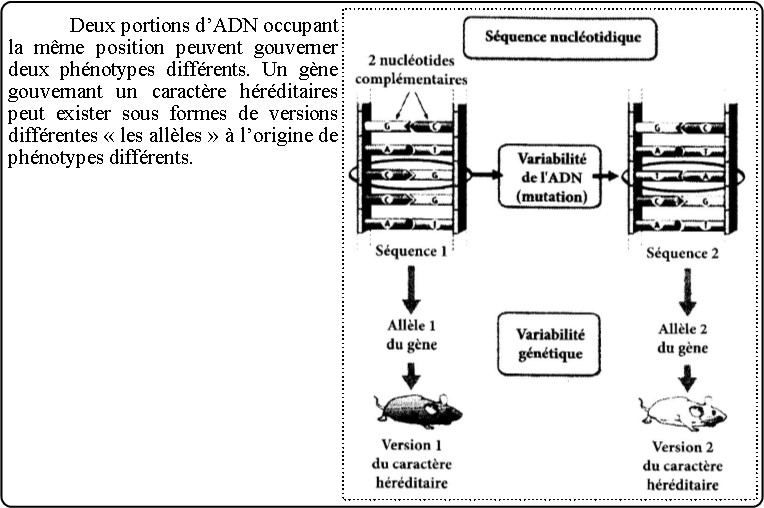 Deux portions d’ADN occupant
la même position peuvent gouverner
deux phénotypes différents. Un gène
gouvernant un caractère héréditaires
peut exister sous formes de versions
différentes « les allèles » à l’origine de
phénotypes différents.
Séquence nucléotidique
2 nucléotides
complémentaires
G C
A T
C G
C G
A T
Séquence 1
Variabilité
de l'ADN
(mutation)
G C
A T
T A
C G
A T
Séquence 2
Allèle 1
du gène
Variabilité
génétique
Allèle 2
du gène
Version 1
du caractère
héréditaire
Version 2
du caractère
héréditaire